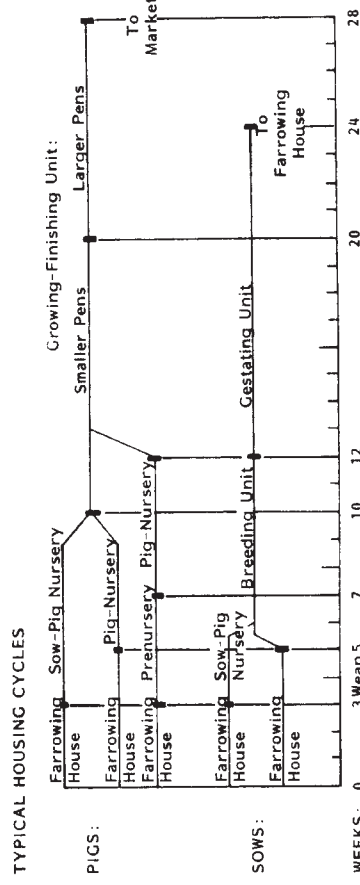 TYPICAL HOUSING CYCLES
Growing-Finishing Unit:
PIGS:
Farrowing
House
Sow-Pig Nursery
Smaller Pens
Larger Pens
To
Market
Farrowing
House
Pig-Nursery
Farrowing
House
Prenursery
Pig-Nursery
SOWS:
Farrowing
House
Sow-Pig
Nursery
Breeding Unit
Gestating Unit
To
Farrowing
House
Farrowing
House
WEEKS: 0 3 Wean 5 7 10 12 20 24 28